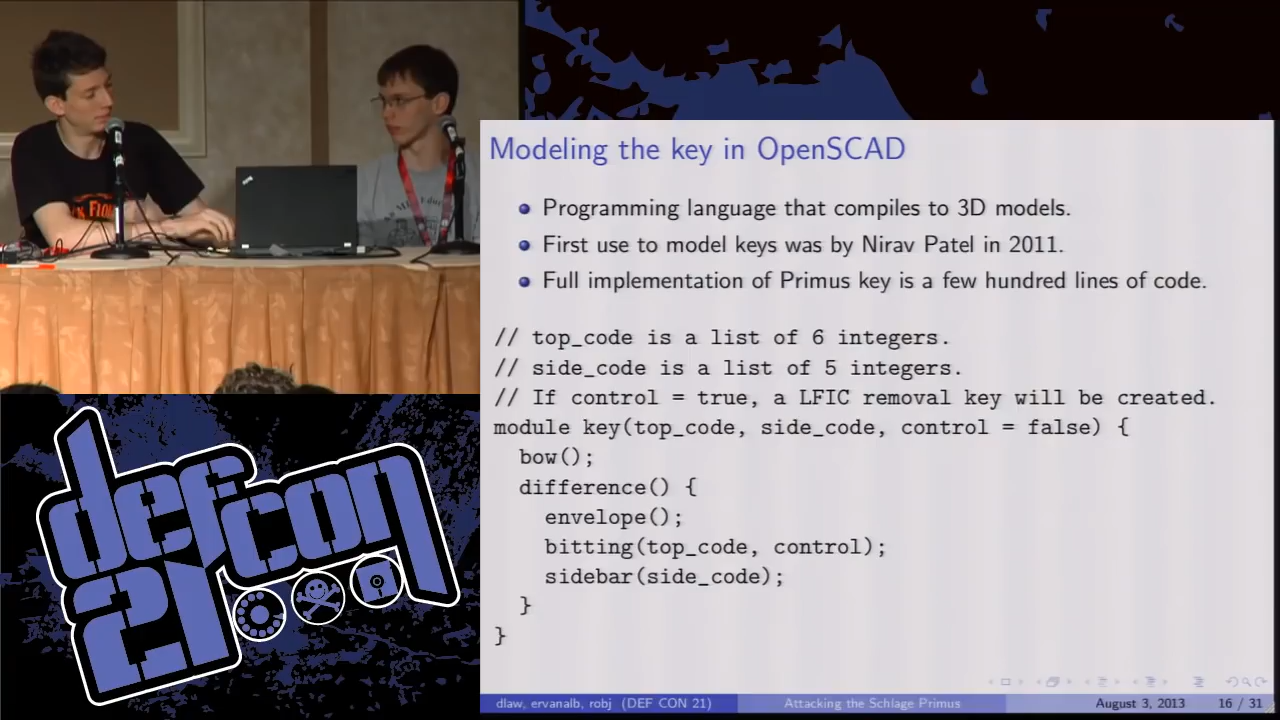 Modeling the key in OpenSCAD
Programming language that compiles to 3D models.
First use to model keys was by Nirav Patel in 2011.
Full implementation of Primus key is a few hundred lines of code.
// top_code is a list of 6 integers.
// side_code is a list of 5 integers.
// If control = true, a LFIC removal key will be created.
module key(top_code, side_code, control = false) {
bow();
difference() {
envelope();
bitting(top_code, control);
sidebar(side_code);
}
}
dlaw, ervanalb, robj (DEF CON 21) Attacking the Schlage Primus August 3, 2013 16 / 31
defcon
21